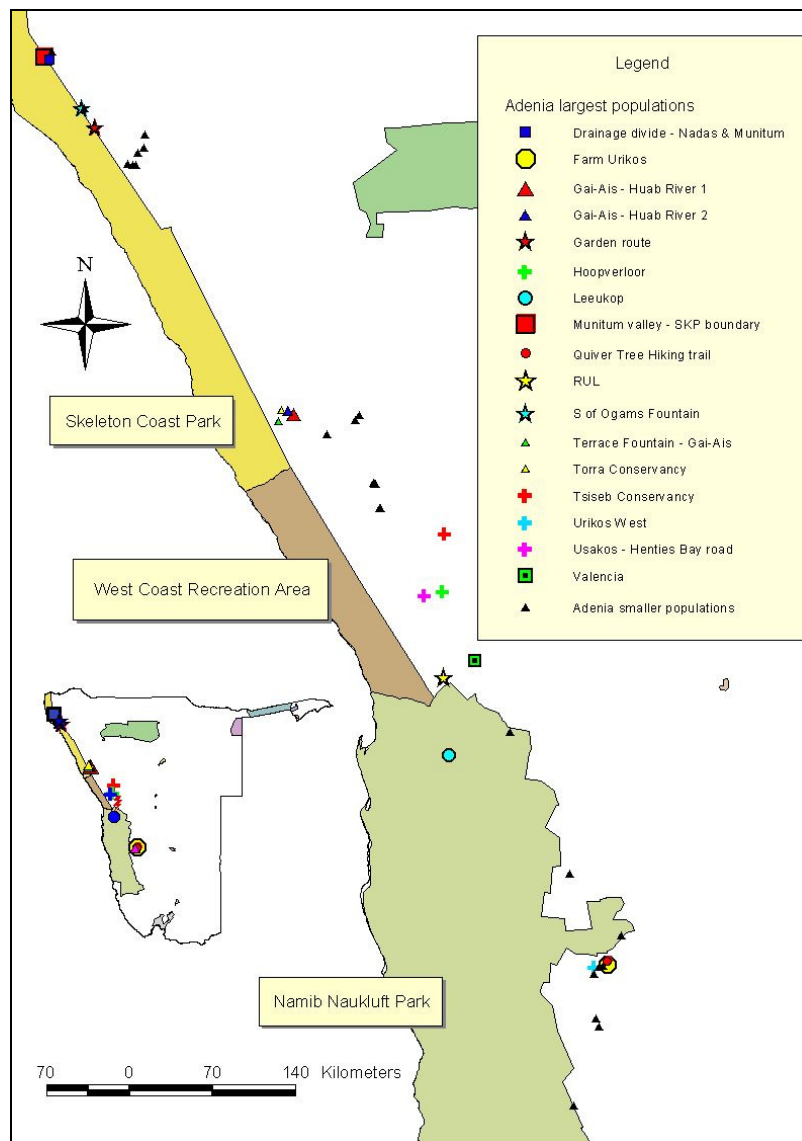 Legend
Adenia largest populations
Drainage divide - Nadas & Munitum
Farm Urikos
Gai-Ais - Huab River 1
Gai-Ais - Huab River 2
Garden route
Hoopverloor
Leeukop
Munitum valley - SKP boundary
Quiver Tree Hiking trail
RUL
S of Ogams Fountain
Terrace Fountain - Gai-Ais
Torra Conservancy
Tsiseb Conservancy
Urikos West
Usakos - Henties Bay road
Valencia
Adenia smaller populations
N
Skeleton Coast Park
West Coast Recreation Area
Namib Naukluft Park
70 0 70 140 Kilometers